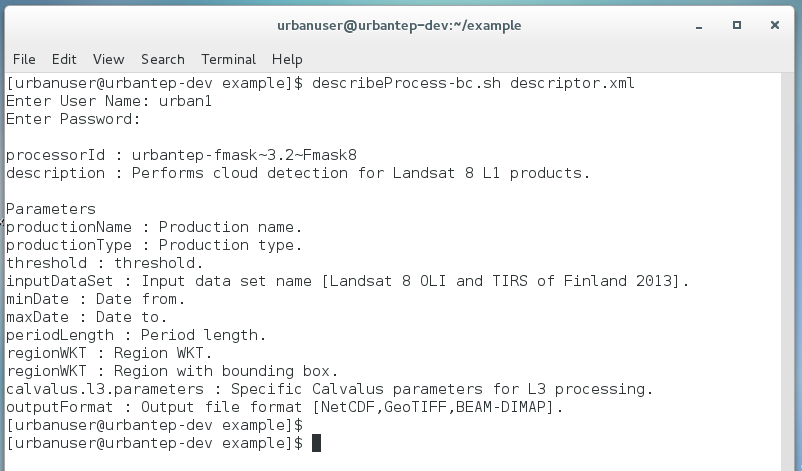 urbanuser@urbantep-dev:~/example
File Edit View Search Terminal Help
[urbanuser@urbantep-dev example]$ describeProcess-bc.sh descriptor.xml
Enter User Name: urban1
Enter Password:
processorId : urbantep-fmask~3.2~Fmask8
description : Performs cloud detection for Landsat 8 L1 products.
Parameters
productionName : Production name.
productionType : Production type.
threshold : threshold.
inputDataSet : Input data set name [Landsat 8 OLI and TIRS of Finland 2013].
minDate : Date from.
maxDate : Date to.
periodLength : Period length.
regionWKT : Region WKT.
regionWKT : Region with bounding box.
calvalus.l3.parameters : Specific Calvalus parameters for L3 processing.
outputFormat : Output file format [NetCDF,GeoTIFF,BEAM-DIMAP].
[urbanuser@urbantep-dev example]$
[urbanuser@urbantep-dev example]$